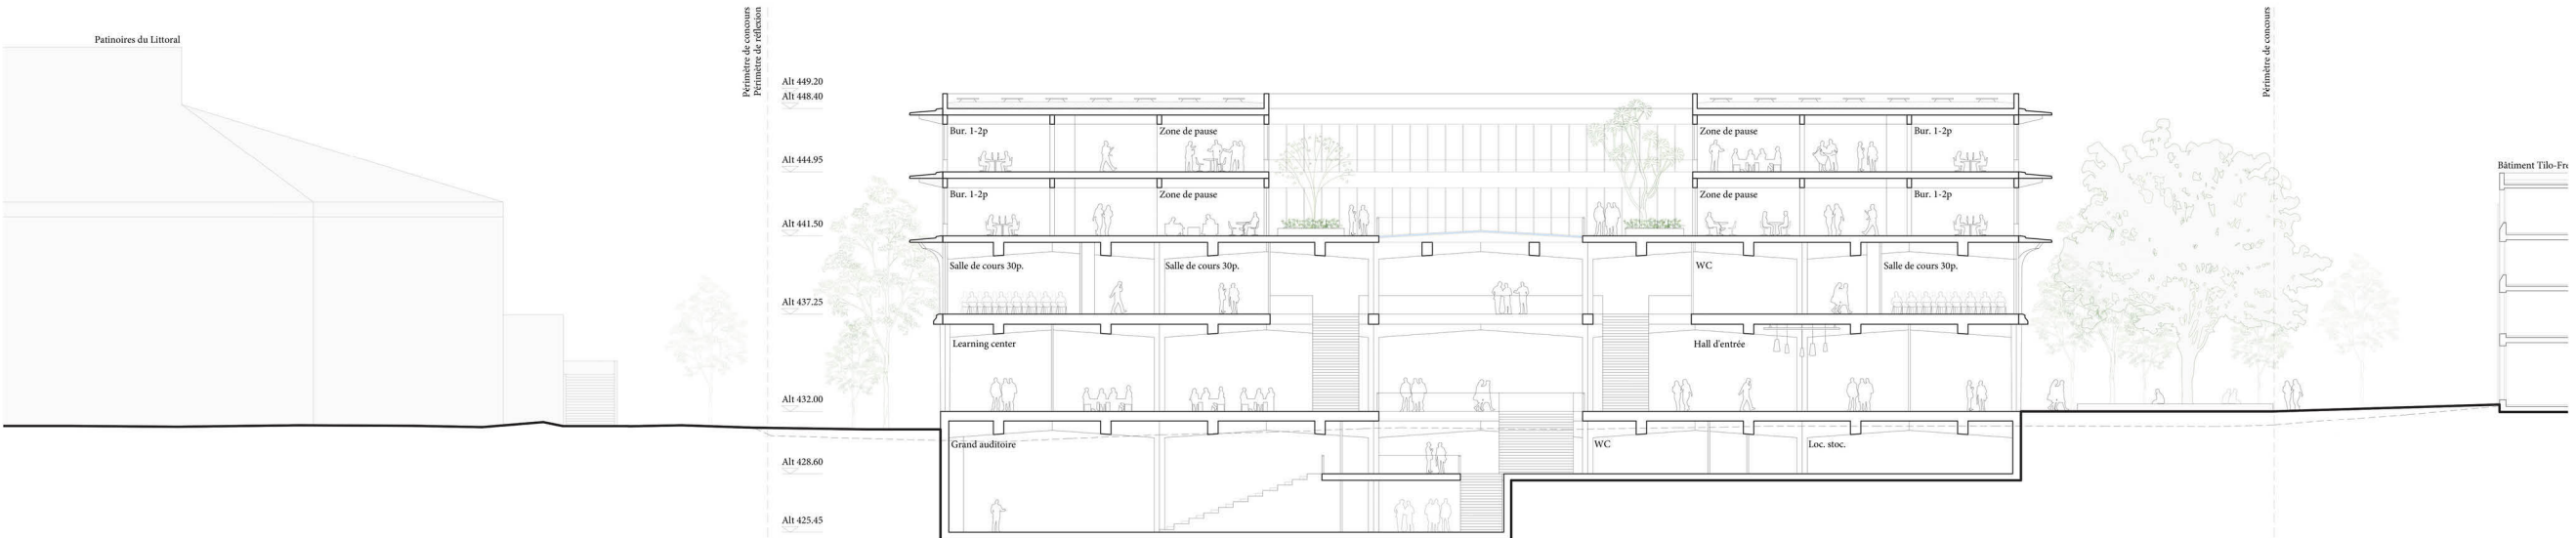 Patinoires du Littoral
Périmètre de concours
Périmètre de réflexion
Périmètre de concours
Alt 449.20
Alt 448.40
Bur. 1-2p
Zone de pause
Zone de pause
Bur. 1-2p
Alt 444.95
Bâtiment Tilo-Fre
Bur. 1-2p
Zone de pause
Zone de pause
Bur. 1-2p
Alt 441.50
Salle de cours 30p.
Salle de cours 30p.
WC
Salle de cours 30p.
Alt 437.25
Learning center
Hall d'entrée
Alt 432.00
Grand auditoire
WC
Loc. stoc.
Alt 428.60
Alt 425.45